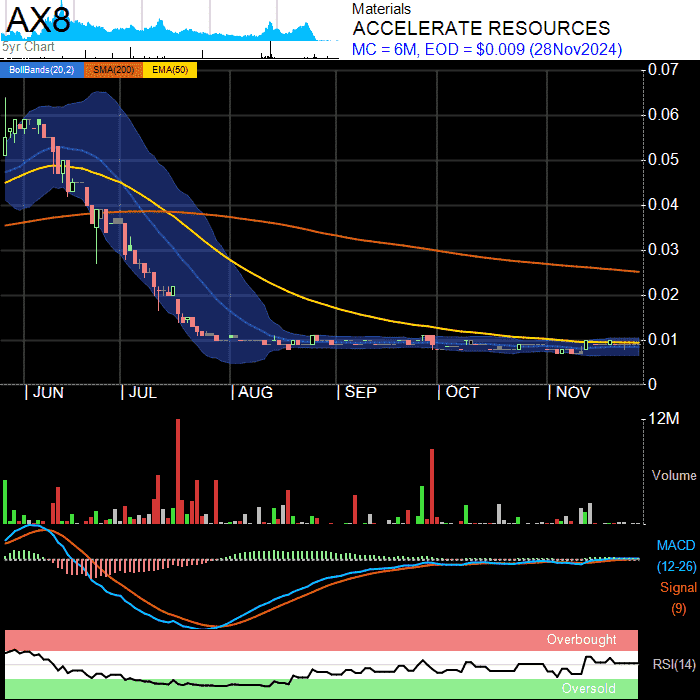 AX8
5yr Chart
Materials
ACCELERATE RESOURCES
MC = 6M, EOD = $0.009 (28Nov2024)
BollBands(20,2) SMA(200) EMA(50)
0.07
0.06
0.05
0.04
0.03
0.02
0.01
0
JUN JUL AUG SEP OCT NOV
12M
Volume
MACD
(12-26)
Signal
(9)
Overbought
RSI(14)
Oversold